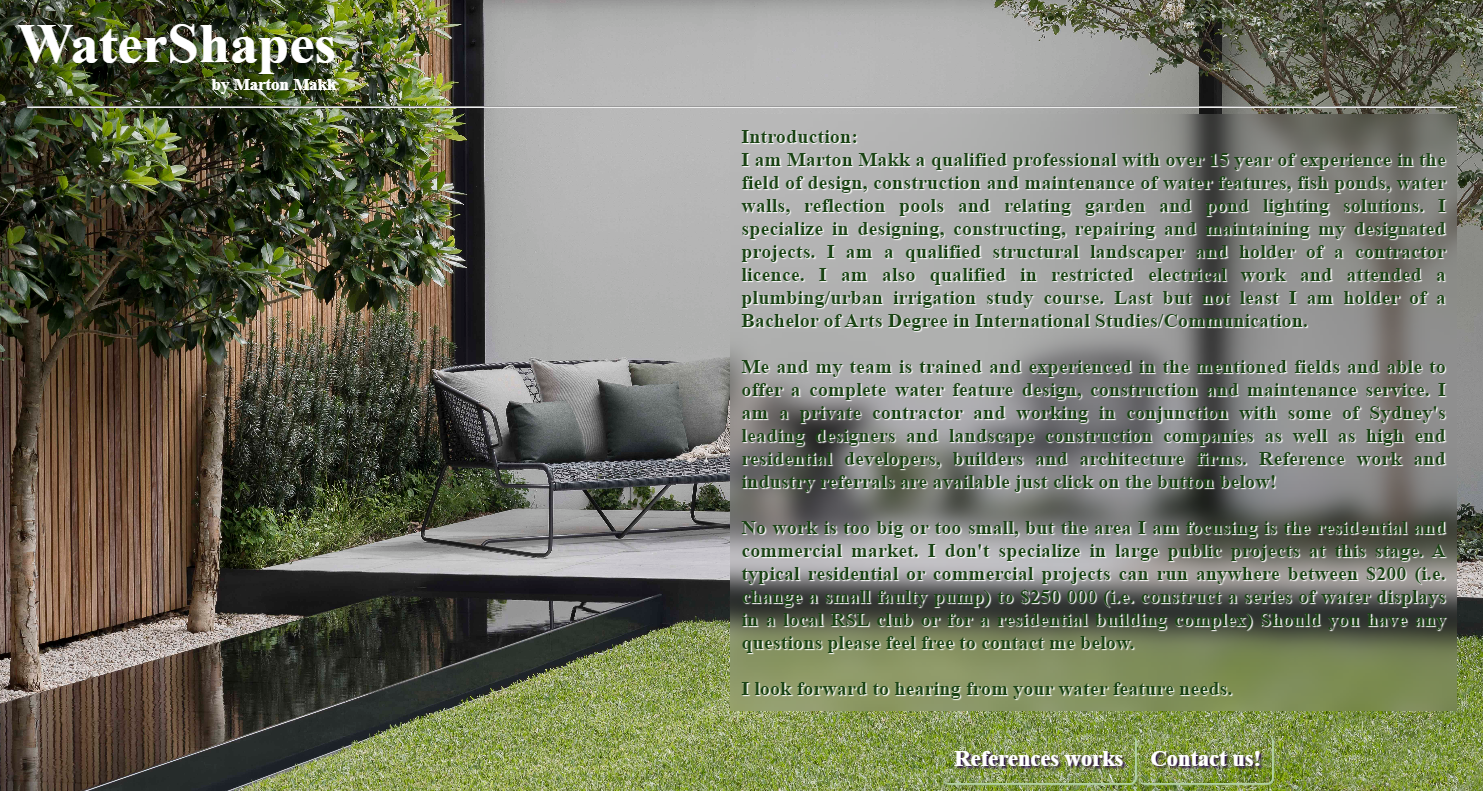 WaterShapes
by Marton Makk
Introduction:
I am Marton Makk a qualified professional with over 15 year of experience in the
field of design, construction and maintenance of water features, fish ponds, water
walls, reflection pools and relating garden and pond lighting solutions. I
specialize in designing, constructing, repairing and maintaining my designated
projects. I am a qualified structural landscaper and holder of a contractor
licence. I am also qualified in restricted electrical work and attended a
plumbing/urban irrigation study course. Last but not least I am holder of a
Bachelor of Arts Degree in International Studies/Communication.
Me and my team is trained and experienced in the mentioned fields and able to
offer a complete water feature design, construction and maintenance service. I
am a private contractor and working in conjunction with some of Sydney's
leading designers and landscape construction companies as well as high end
residential developers, builders and architecture firms. Reference work and
industry referrals are available just click on the button below!
No work is too big or too small, but the area I am focusing is the residential and
commercial market. I don't specialize in large public projects at this stage. A
typical residential or commercial projects can run anywhere between $200 (i.e.
change a small faulty pump) to $250 000 (i.e. construct a series of water displays
in a local RSL club or for a residential building complex) Should you have any
questions please feel free to contact me below.
I look forward to hearing from your water feature needs.
References works Contact us!